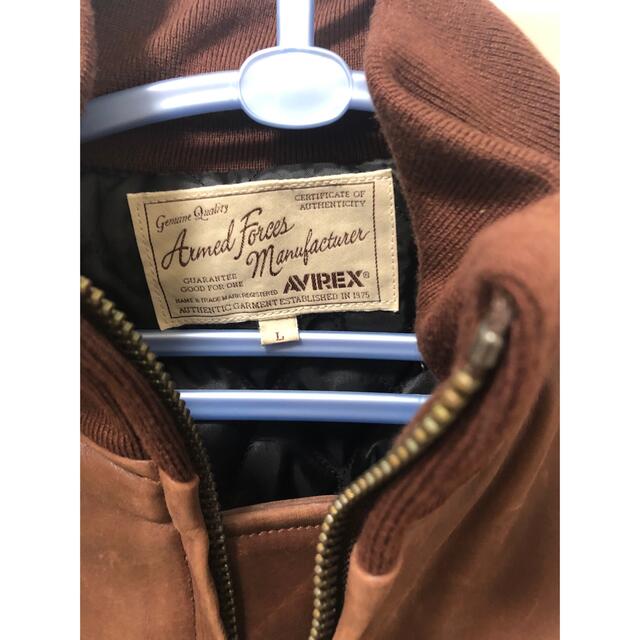 Genuine Quality
CERTIFICATE OF
AUTHENTICITY
Armed Forces
Manufacturer
GUARANTEE
GOOD FOR ONE
AVIREX®
NAME & TRADE MARK REGISTERED
AUTHENTIC GARMENT ESTABLISHED IN 1975
L